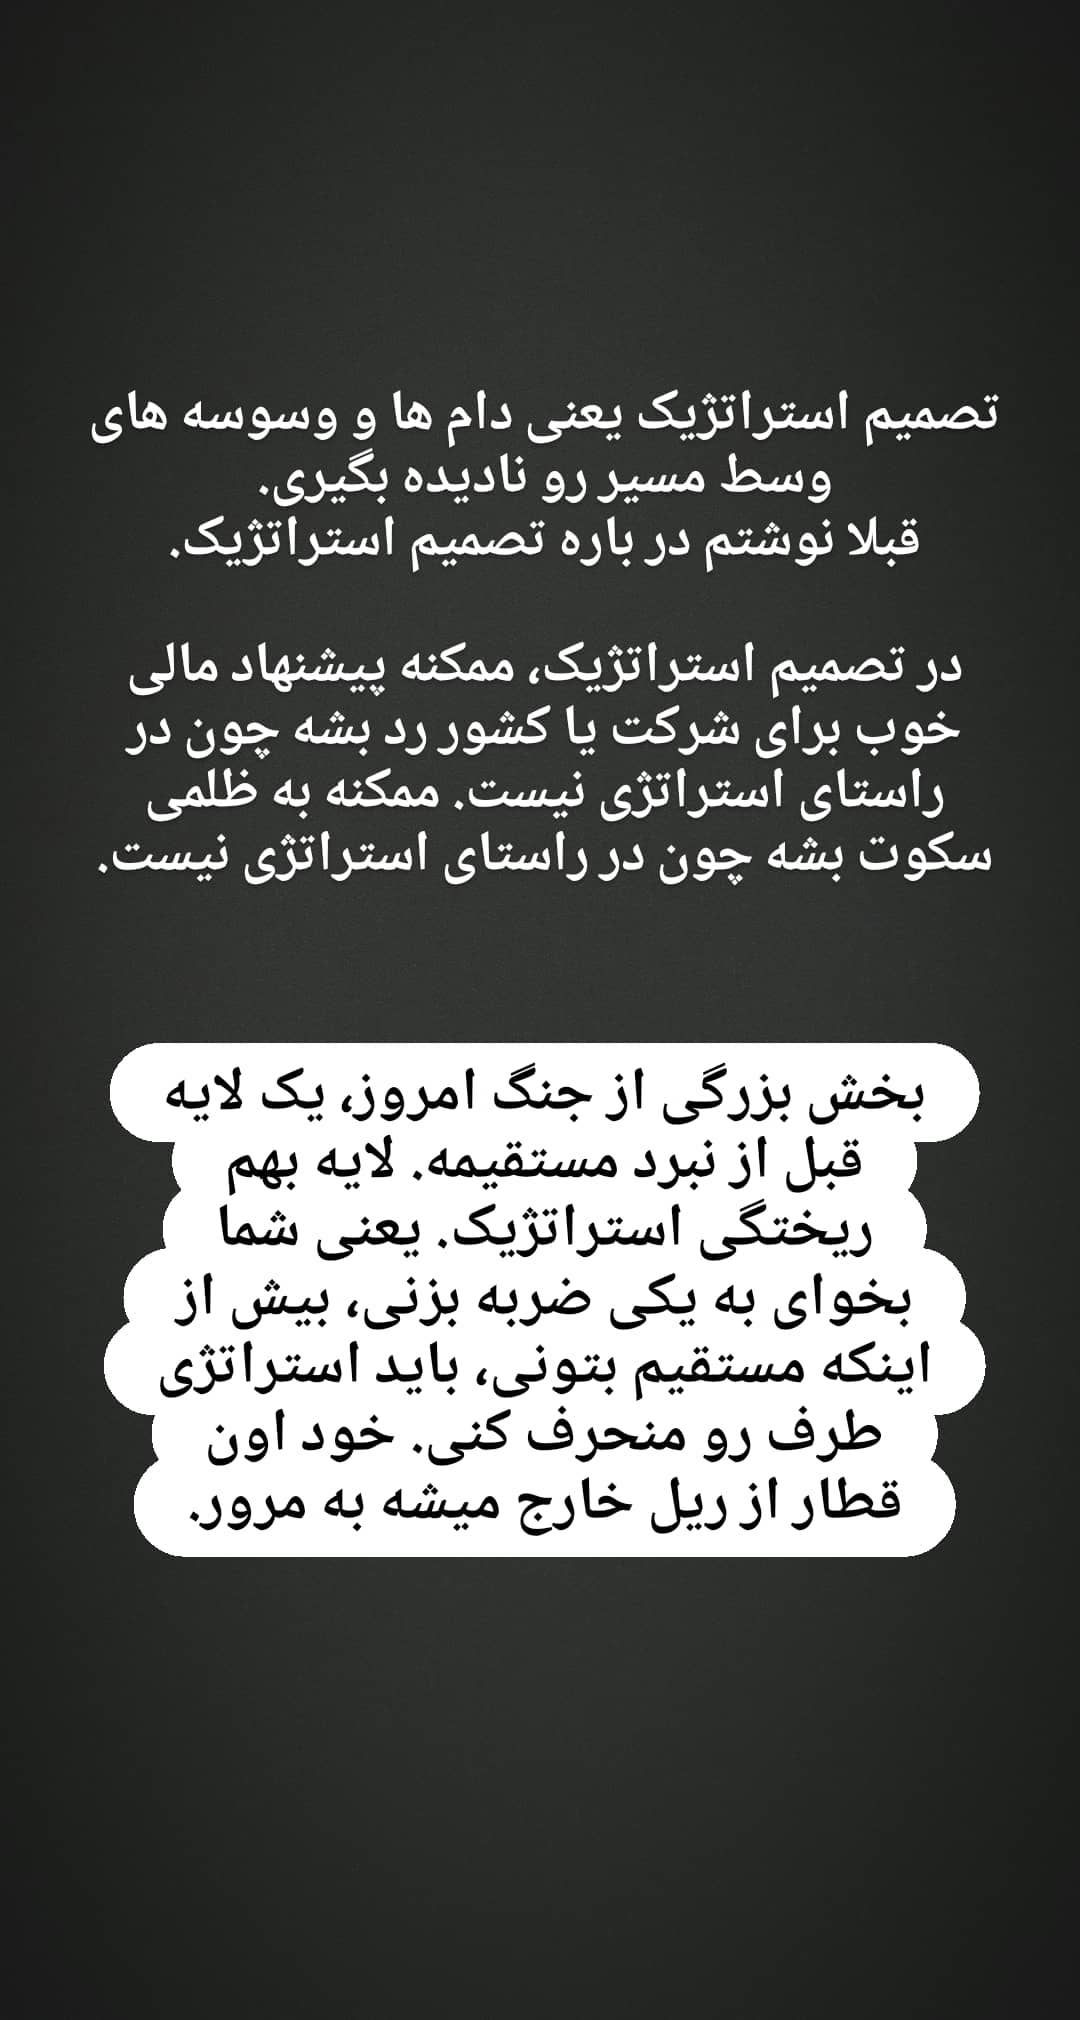 تصمیم استراتژیک یعنی دام ها و وسوسه های
وسط مسیر رو نادیده بگیری.
قبلا نوشتم در باره تصمیم استراتژیک.
در تصمیم استراتژیک، ممکنه پیشنهاد مالی
خوب برای شرکت یا کشور رد بشه چون در
راستای استراتژی نیست. ممکنه به ظلمی
سکوت بشه چون در راستای استراتژی نیست.
بخش بزرگی از جنگ امروز، یک لایه
قبل از نبرد مستقیمه. لایه بهم
ریختگی استراتژیک. یعنی شما
بخوای به یکی ضربه بزنی، بیش از
اینکه مستقیم بتونی، باید استراتژی
طرف رو منحرف کنی. خود اون
قطار از ریل خارج میشه به مرور.